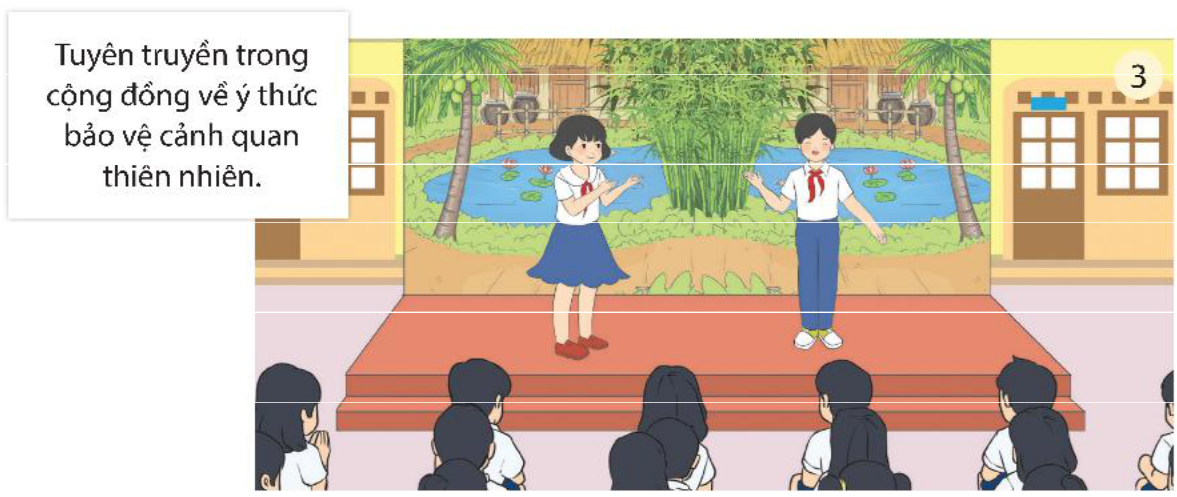 Tuyên truyền trong
cộng đồng về ý thức
bảo vệ cảnh quan
thiên nhiên.
3